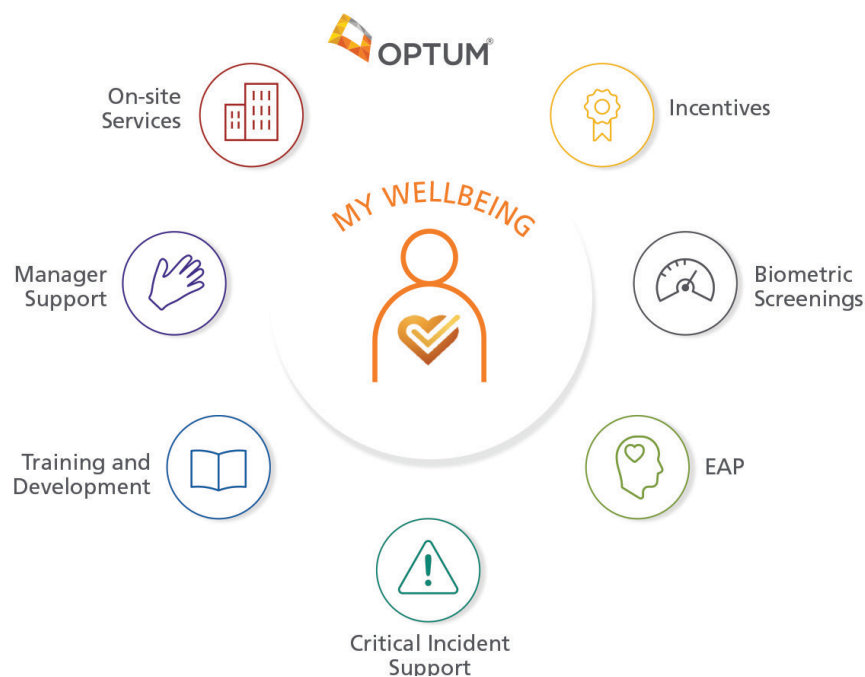 OPTUM®
On-site
Services
Incentives
MY WELLBEING
Manager
Support
Biometric
Screenings
Training and
Development
EAP
Critical Incident
Support